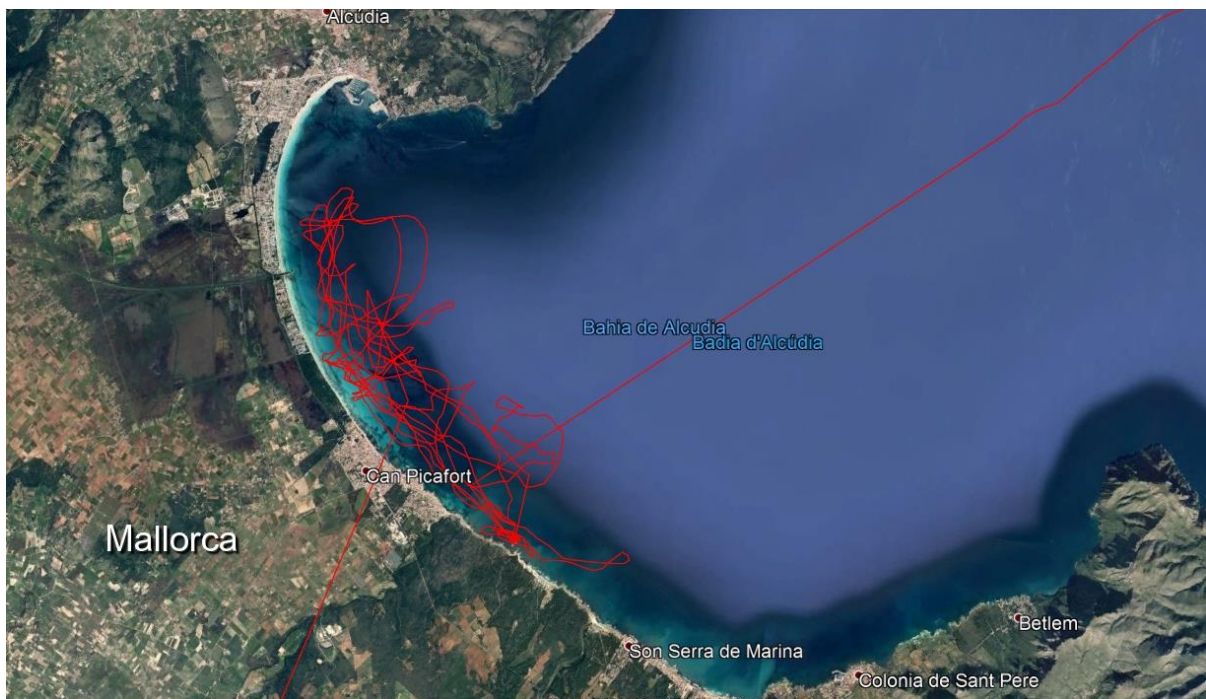 Alcúdia
Bahia de Alcudia
Badia d'Alcúdia
Can Picafort
Mallorca
Betlem
Son Serra de Marina
Colonia de Sant Pere